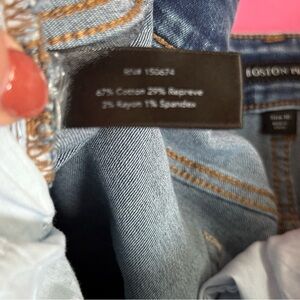 RN# 150674
67% Cotton 29% Repreve
3% Rayon 1% Spandex
BOSTON